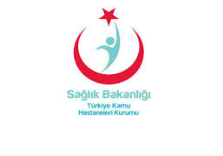 Sağlık Bakanlığı
Türkiye Kamu
Hastaneleri Kurumu